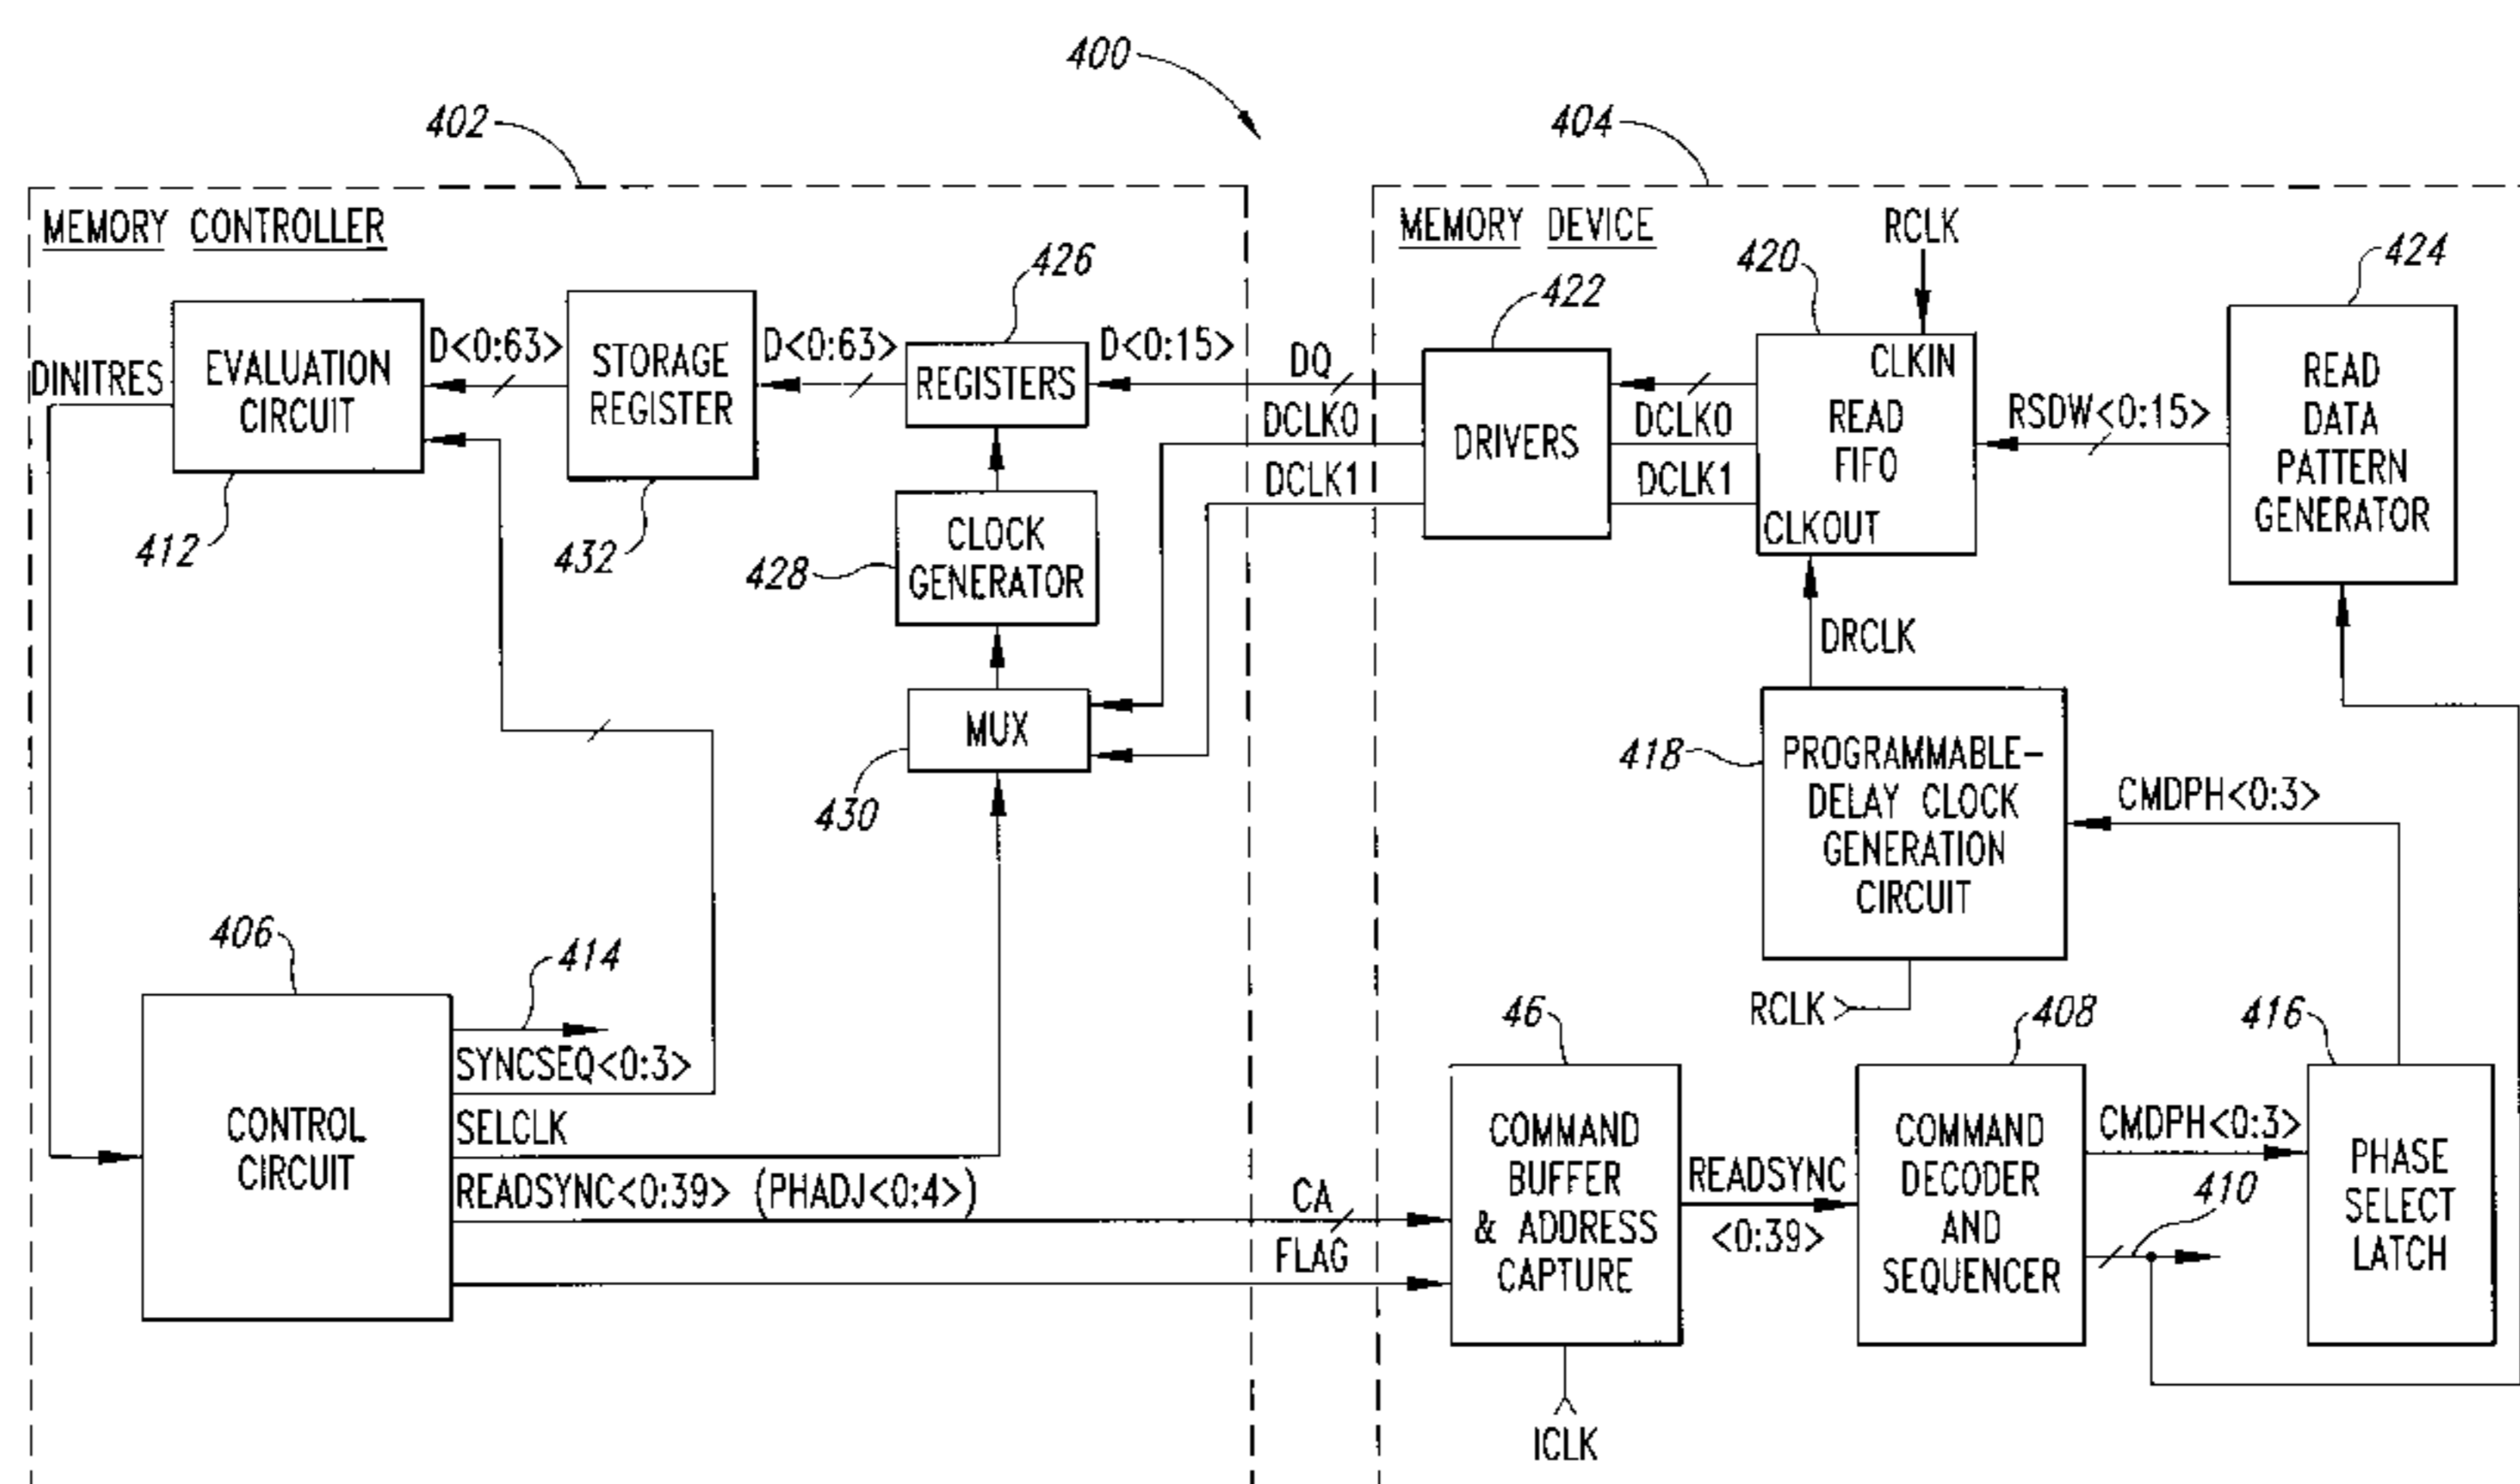 400
402
404
MEMORY CONTROLLER
MEMORY DEVICE
RCLK
426
420
424
422
DINITRES
EVALUATION
CIRCUIT
D<0:63>
STORAGE
REGISTER
D<0:63>
REGISTERS
D<0:15>
DQ
DCLK0
DCLK1
DRIVERS
DCLK0
DCLK1
CLKIN
READ
FIFO
CLKOUT
RSDW<0:15>
READ
DATA
PATTERN
GENERATOR
412
432
428
CLOCK
GENERATOR
DRCLK
MUX
430
418
PROGRAMMABLE-
DELAY CLOCK
GENERATION
CIRCUIT
CMDPH<0:3>
RCLK
406
414
46
408
416
CONTROL
CIRCUIT
SYNCSEQ<0:3>
SELCLK
READSYNC<0:39> (PHADJ<0:4>)
CA
FLAG
COMMAND
BUFFER
& ADDRESS
CAPTURE
READSYNC
<0:39>
COMMAND
DECODER
AND
SEQUENCER
CMDPH<0:3>
410
PHASE
SELECT
LATCH
ICLK